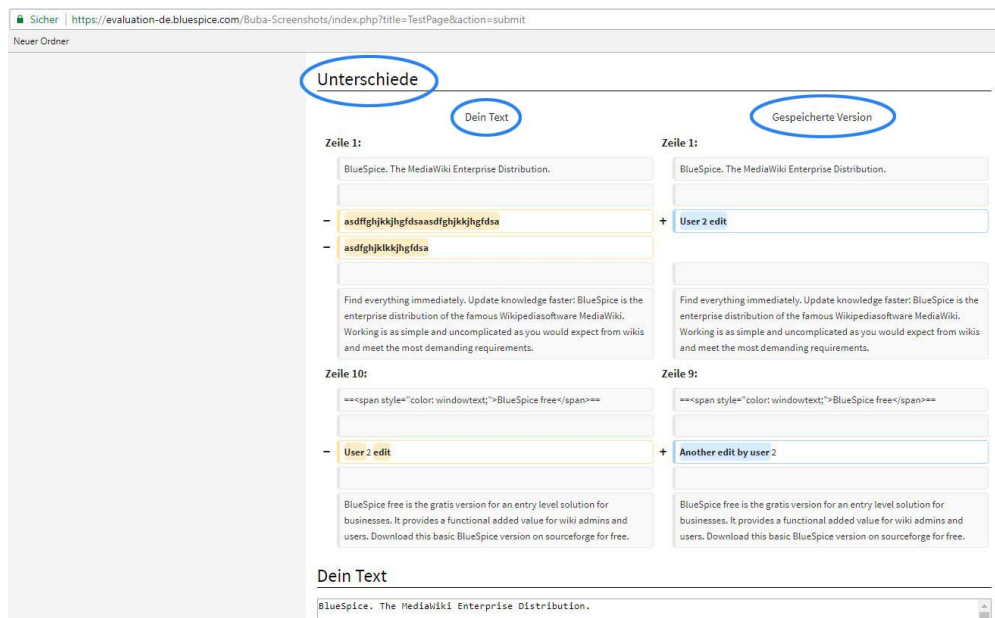 Sicher | https://evaluation-de.bluespice.com/Buba-Screenshots/index.php?title=TestPage&action=submit
Neuer Ordner
Unterschiede
Dein Text
Gespeicherte Version
Zeile 1:
Zeile 1:
BlueSpice. The MediaWiki Enterprise Distribution.
BlueSpice. The MediaWiki Enterprise Distribution.
− asdffghjkkjhgfdsaasdfghjkkjhgfdsa
+ User 2 edit
− asdfghjklkkjhgfdsa
Find everything immediately. Update knowledge faster: BlueSpice is the
enterprise distribution of the famous Wikipediasoftware MediaWiki.
Working is as simple and uncomplicated as you would expect from wikis
and meet the most demanding requirements.
Find everything immediately. Update knowledge faster: BlueSpice is the
enterprise distribution of the famous Wikipediasoftware MediaWiki.
Working is as simple and uncomplicated as you would expect from wikis
and meet the most demanding requirements.
Zeile 10:
Zeile 9:
==<span style="color: windowtext;">BlueSpice free</span>==
==<span style="color: windowtext;">BlueSpice free</span>==
− User 2 edit
+ Another edit by user 2
BlueSpice free is the gratis version for an entry level solution for
businesses. It provides a functional added value for wiki admins and
users. Download this basic BlueSpice version on sourceforge for free.
BlueSpice free is the gratis version for an entry level solution for
businesses. It provides a functional added value for wiki admins and
users. Download this basic BlueSpice version on sourceforge for free.
Dein Text
BlueSpice. The MediaWiki Enterprise Distribution.